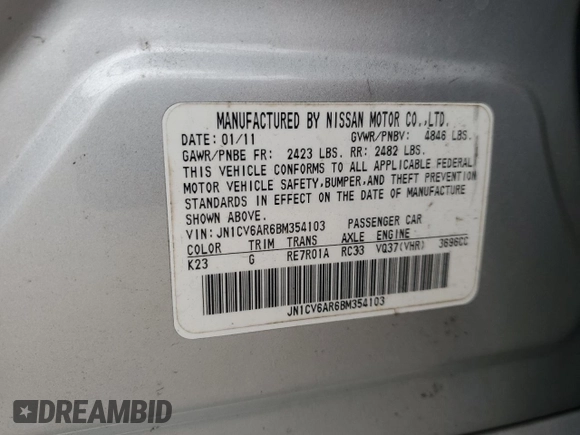 MANUFACTURED BY NISSAN MOTOR CO.,LTD.
DATE: 01/11 GVWR/PNBV: 4846 LBS.
GAWR/PNBE FR: 2423 LBS. RR: 2482 LBS.
THIS VEHICLE CONFORMS TO ALL APPLICABLE FEDERAL
MOTOR VEHICLE SAFETY,BUMPER,AND THEFT PREVENTION
STANDARDS IN EFFECT ON THE DATE OF MANUFACTURE
SHOWN ABOVE.
VIN: JN1CV6AR6BM354103 PASSENGER CAR
COLOR TRIM TRANS AXLE ENGINE
K23 G RE7R01A RC33 VQ37(VHR) 3696CC
JN1CV6AR6BM354103
DREAMBID